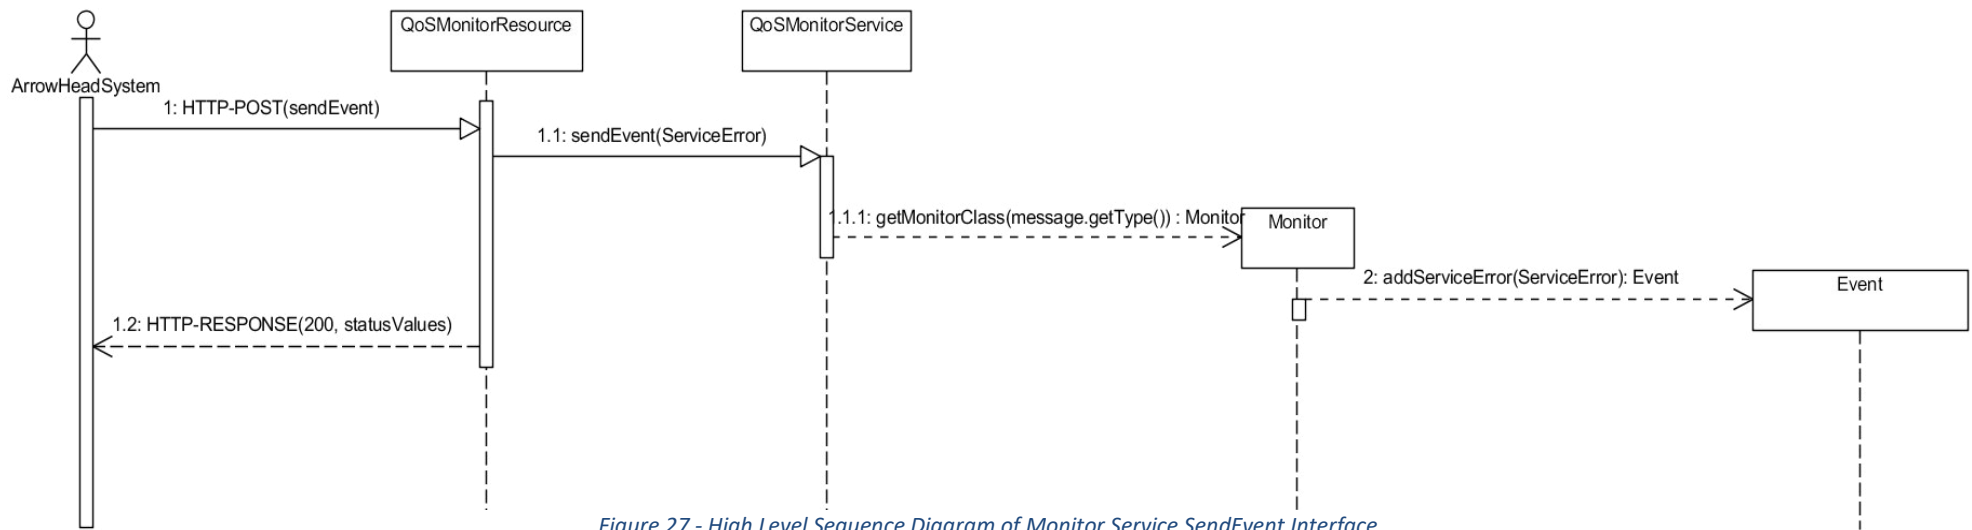 QoSMonitorResource
QoSMonitorService
ArrowHeadSystem
1: HTTP-POST(sendEvent)
1.1: sendEvent(ServiceError)
1.1.1: getMonitorClass(message.getType()) : Monitor
Monitor
2: addServiceError(ServiceError): Event
Event
1.2: HTTP-RESPONSE(200, statusValues)
Figure 27 - High Level Sequence Diagram of Monitor Service SendEvent Interface